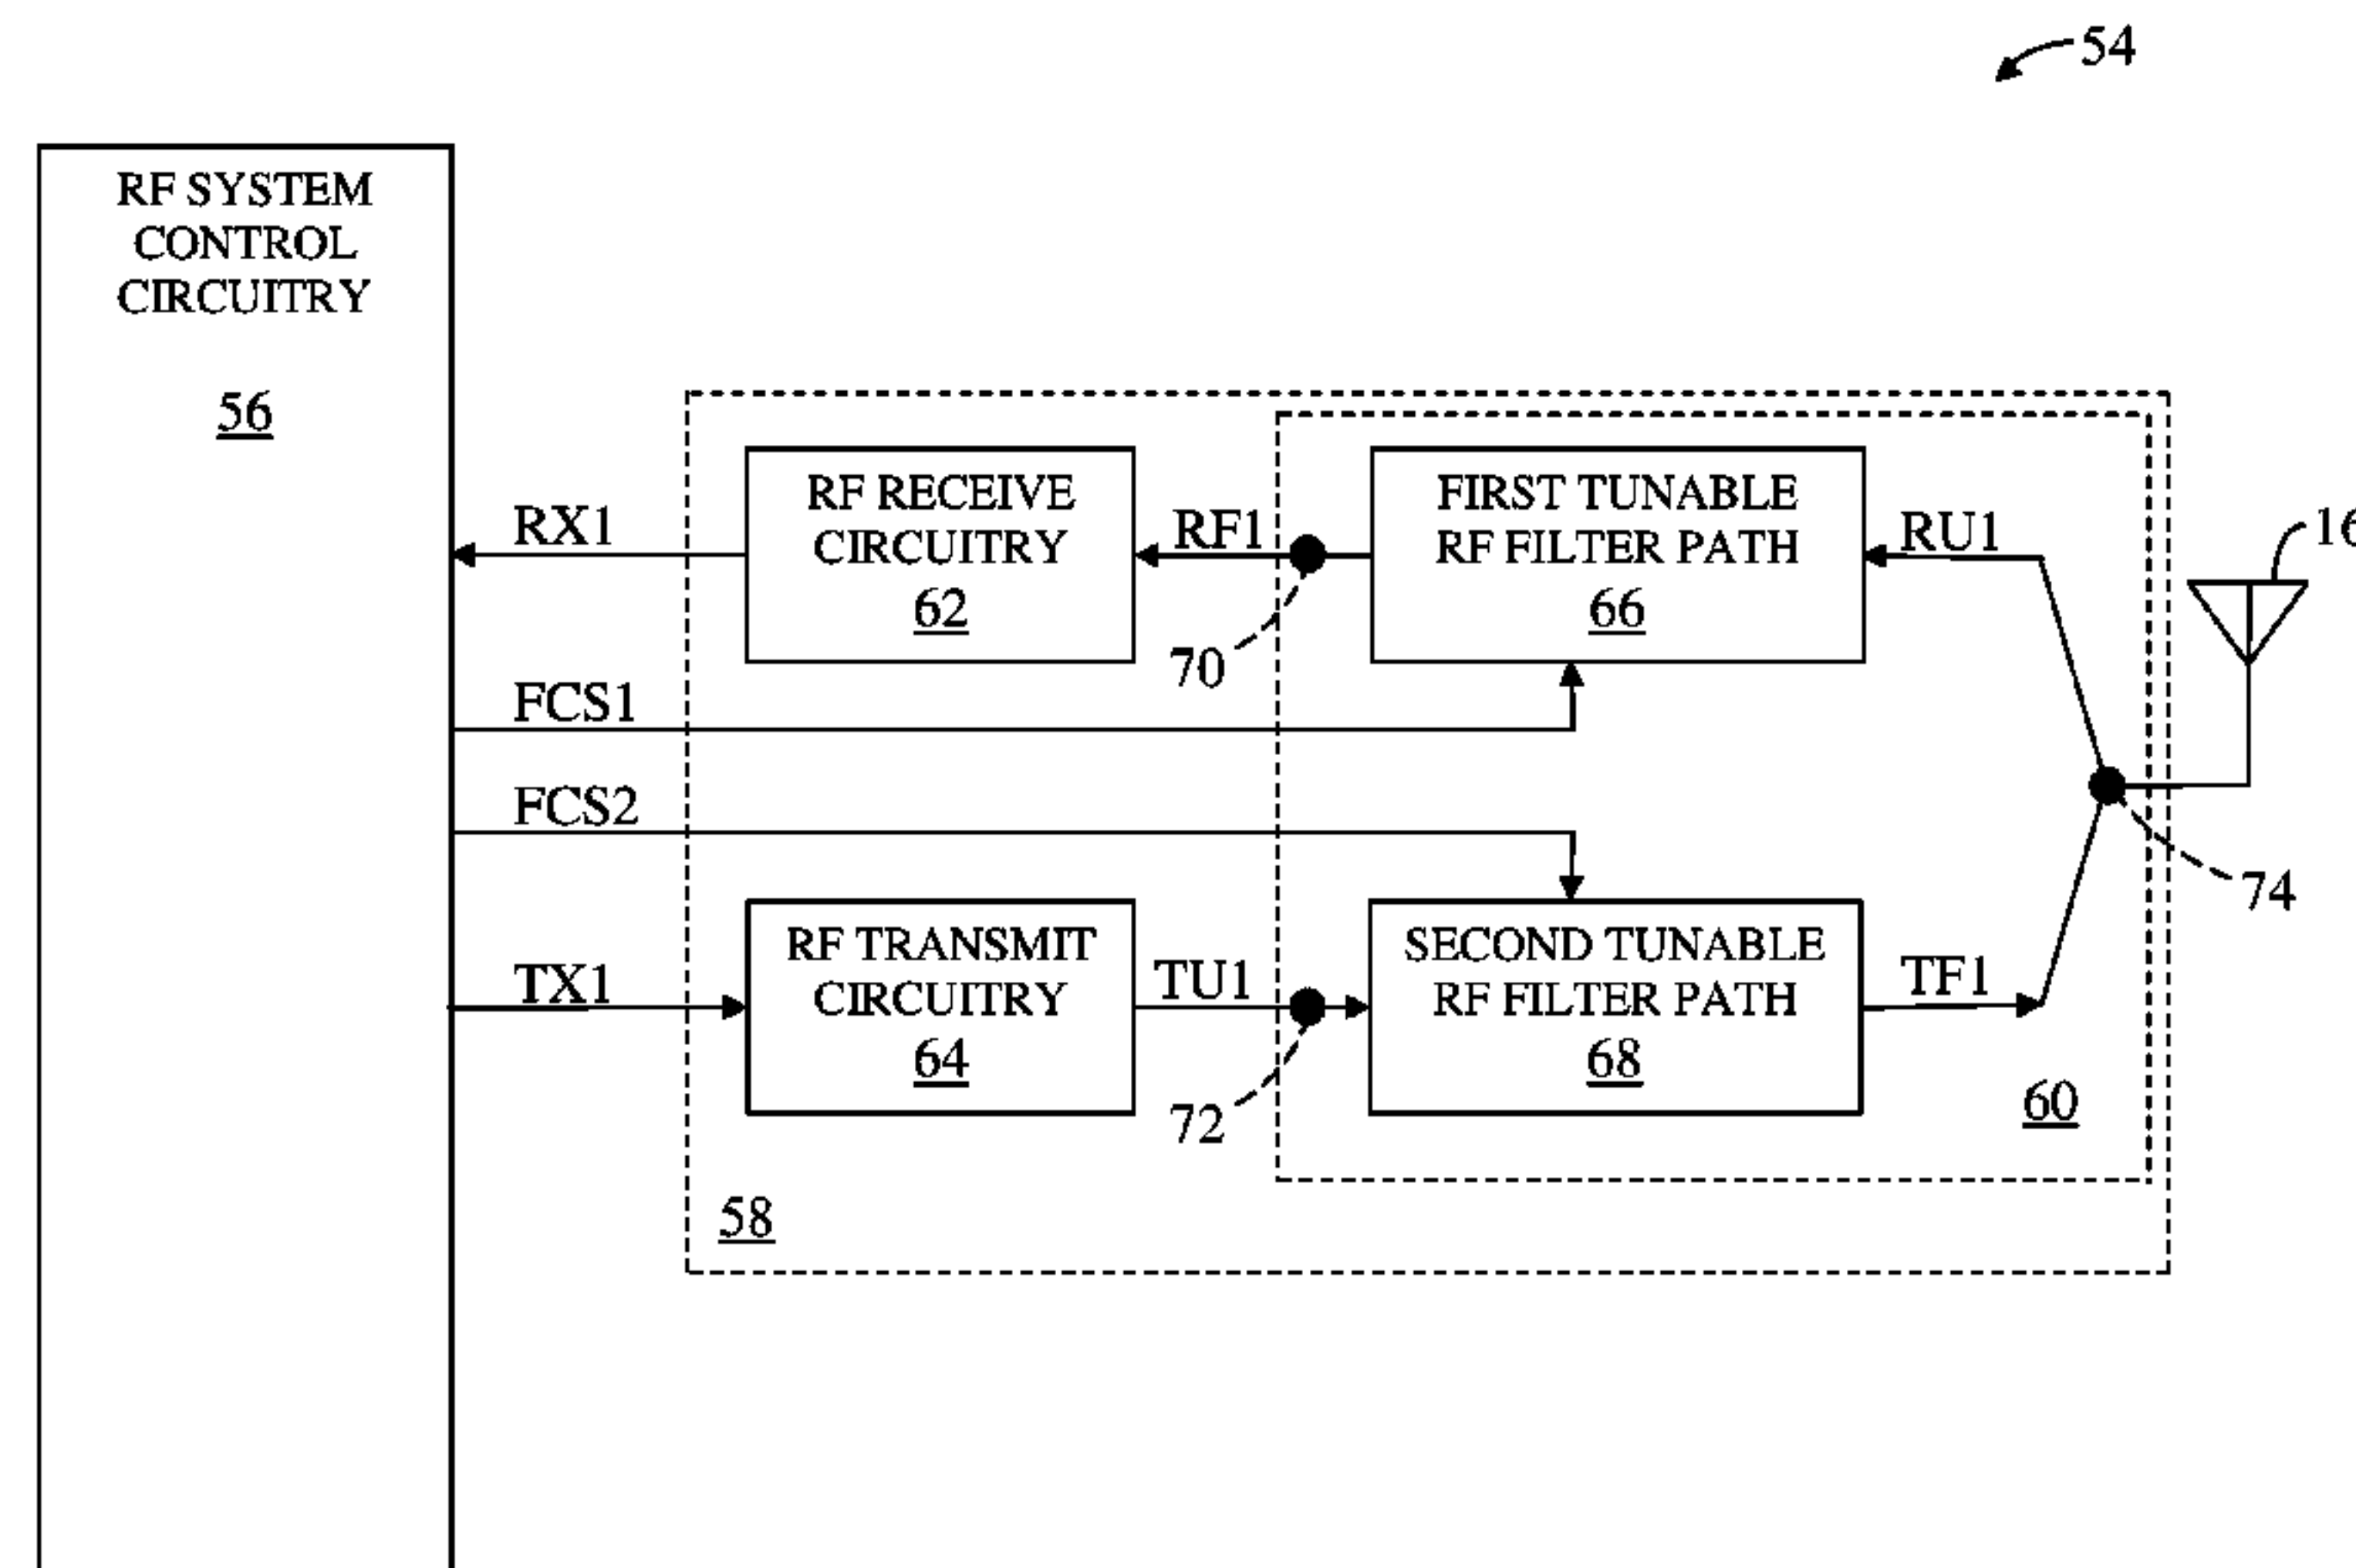 54
RF SYSTEM
CONTROL
CIRCUITRY
56
RX1
RF RECEIVE
CIRCUITRY
62
RF1
70
FIRST TUNABLE
RF FILTER PATH
66
RU1
16
FCS1
FCS2
74
TX1
RF TRANSMIT
CIRCUITRY
64
TU1
72
SECOND TUNABLE
RF FILTER PATH
68
TF1
60
58